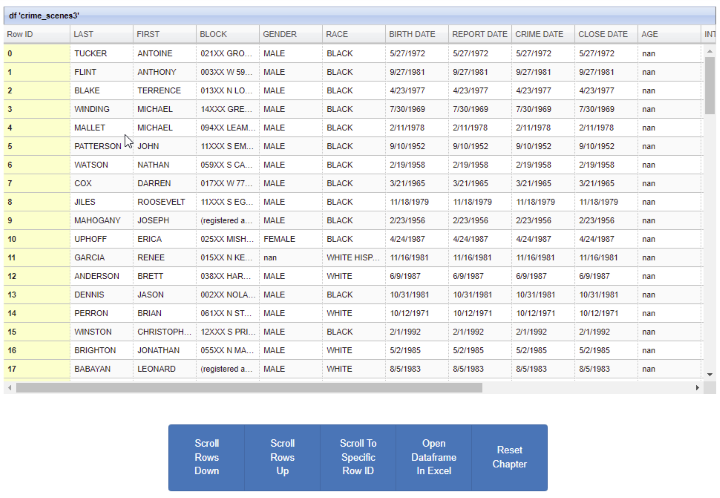 df 'crime_scenes3'
Row ID LAST FIRST BLOCK GENDER RACE BIRTH DATE REPORT DATE CRIME DATE CLOSE DATE AGE INT
0 TUCKER ANTOINE 021XX GRO... MALE BLACK 5/27/1972 5/27/1972 5/27/1972 5/27/1972 nan
1 FLINT ANTHONY 003XX W 59... MALE BLACK 9/27/1981 9/27/1981 9/27/1981 9/27/1981 nan
2 BLAKE TERRENCE 013XX N LO... MALE BLACK 4/23/1977 4/23/1977 4/23/1977 4/23/1977 nan
3 WINDING MICHAEL 14XXX GRE... MALE BLACK 7/30/1969 7/30/1969 7/30/1969 7/30/1969 nan
4 MALLET MICHAEL 094XX LEAM... MALE BLACK 2/11/1978 2/11/1978 2/11/1978 2/11/1978 nan
5 PATTERSON JOHN 11XXX S EM... MALE BLACK 9/10/1952 9/10/1952 9/10/1952 9/10/1952 nan
6 WATSON NATHAN 059XX S CA... MALE BLACK 2/19/1958 2/19/1958 2/19/1958 2/19/1958 nan
7 COX DARREN 017XX W 77... MALE BLACK 3/21/1965 3/21/1965 3/21/1965 3/21/1965 nan
8 JILES ROOSEVELT 11XXX S EG... MALE BLACK 11/18/1979 11/18/1979 11/18/1979 11/18/1979 nan
9 MAHOGANY JOSEPH (registered a... MALE BLACK 2/23/1956 2/23/1956 2/23/1956 2/23/1956 nan
10 UPHOFF ERICA 025XX MISH... FEMALE BLACK 4/24/1987 4/24/1987 4/24/1987 4/24/1987 nan
11 GARCIA RENEE 015XX N KE... nan WHITE HISP... 11/16/1981 11/16/1981 11/16/1981 11/16/1981 nan
12 ANDERSON BRETT 038XX HAR... MALE WHITE 6/9/1987 6/9/1987 6/9/1987 6/9/1987 nan
13 DENNIS JASON 002XX NOLA... MALE BLACK 10/31/1981 10/31/1981 10/31/1981 10/31/1981 nan
14 PERRON BRIAN 061XX N ST... MALE WHITE 10/12/1971 10/12/1971 10/12/1971 10/12/1971 nan
15 WINSTON CHRISTOPH... 12XXX S PRI... MALE BLACK 2/1/1992 2/1/1992 2/1/1992 2/1/1992 nan
16 BRIGHTON JONATHAN 055XX N MA... MALE WHITE 5/2/1985 5/2/1985 5/2/1985 5/2/1985 nan
17 BABAYAN LEONARD (registered a... MALE WHITE 8/5/1983 8/5/1983 8/5/1983 8/5/1983 nan
Scroll
Rows
Down
Scroll
Rows
Up
Scroll To
Specific
Row ID
Open
Dataframe
In Excel
Reset
Chapter